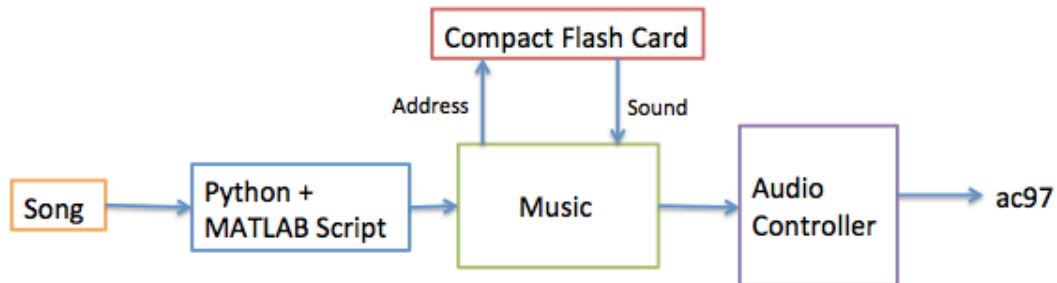 Compact Flash Card
Address
Sound
Song
Python +
MATLAB Script
Music
Audio
Controller
ac97